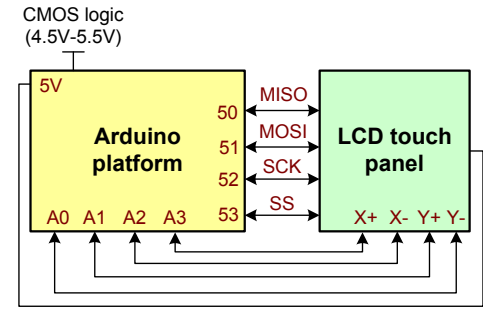 CMOS logic
(4.5V-5.5V)
5V
Arduino
platform
50
51
52
53
A0 A1 A2 A3
MISO
MOSI
SCK
SS
LCD touch
panel
X+ X- Y+ Y-